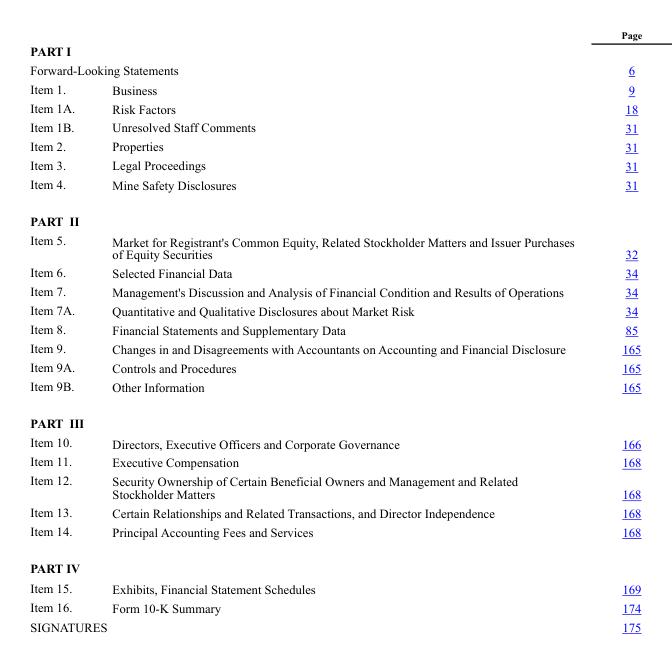 Page
PART I
Forward-Looking Statements 6
Item 1. Business 9
Item 1A. Risk Factors 18
Item 1B. Unresolved Staff Comments 31
Item 2. Properties 31
Item 3. Legal Proceedings 31
Item 4. Mine Safety Disclosures 31
PART II
Item 5. Market for Registrant's Common Equity, Related Stockholder Matters and Issuer Purchases
of Equity Securities 32
Item 6. Selected Financial Data 34
Item 7. Management's Discussion and Analysis of Financial Condition and Results of Operations 34
Item 7A. Quantitative and Qualitative Disclosures about Market Risk 34
Item 8. Financial Statements and Supplementary Data 85
Item 9. Changes in and Disagreements with Accountants on Accounting and Financial Disclosure 165
Item 9A. Controls and Procedures 165
Item 9B. Other Information 165
PART III
Item 10. Directors, Executive Officers and Corporate Governance 166
Item 11. Executive Compensation 168
Item 12. Security Ownership of Certain Beneficial Owners and Management and Related
Stockholder Matters 168
Item 13. Certain Relationships and Related Transactions, and Director Independence 168
Item 14. Principal Accounting Fees and Services 168
PART IV
Item 15. Exhibits, Financial Statement Schedules 169
Item 16. Form 10-K Summary 174
SIGNATURES 175